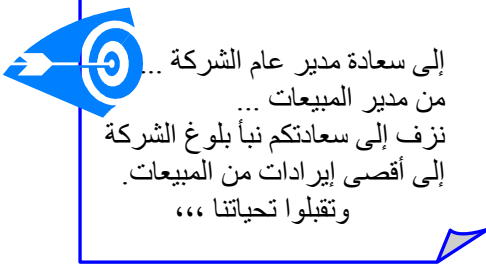 إلى سعادة مدير عام الشركة ...
من مدير المبيعات ...
نزف إلى سعادتكم نبأ بلوغ الشركة
إلى أقصى إيرادات من المبيعات.
وتقبلوا تحياتنا ،،،